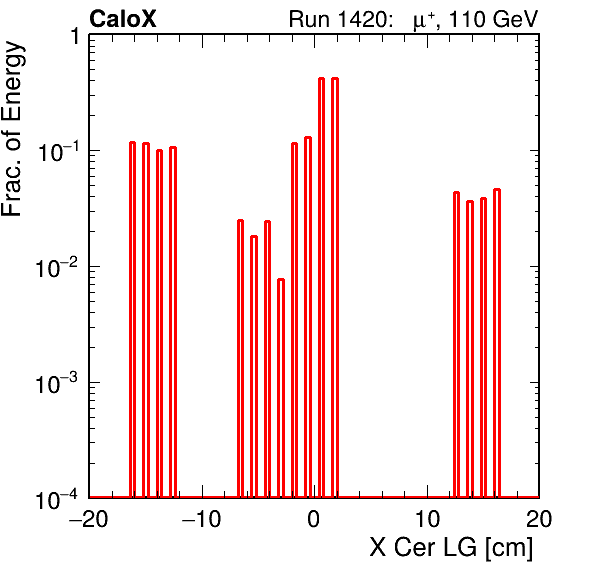 CaloX Run 1420: μ⁺, 110 GeV
Frac. of Energy
1
10⁻¹
10⁻²
10⁻³
10⁻⁴
−20 −10 0 10 20
X Cer LG [cm]